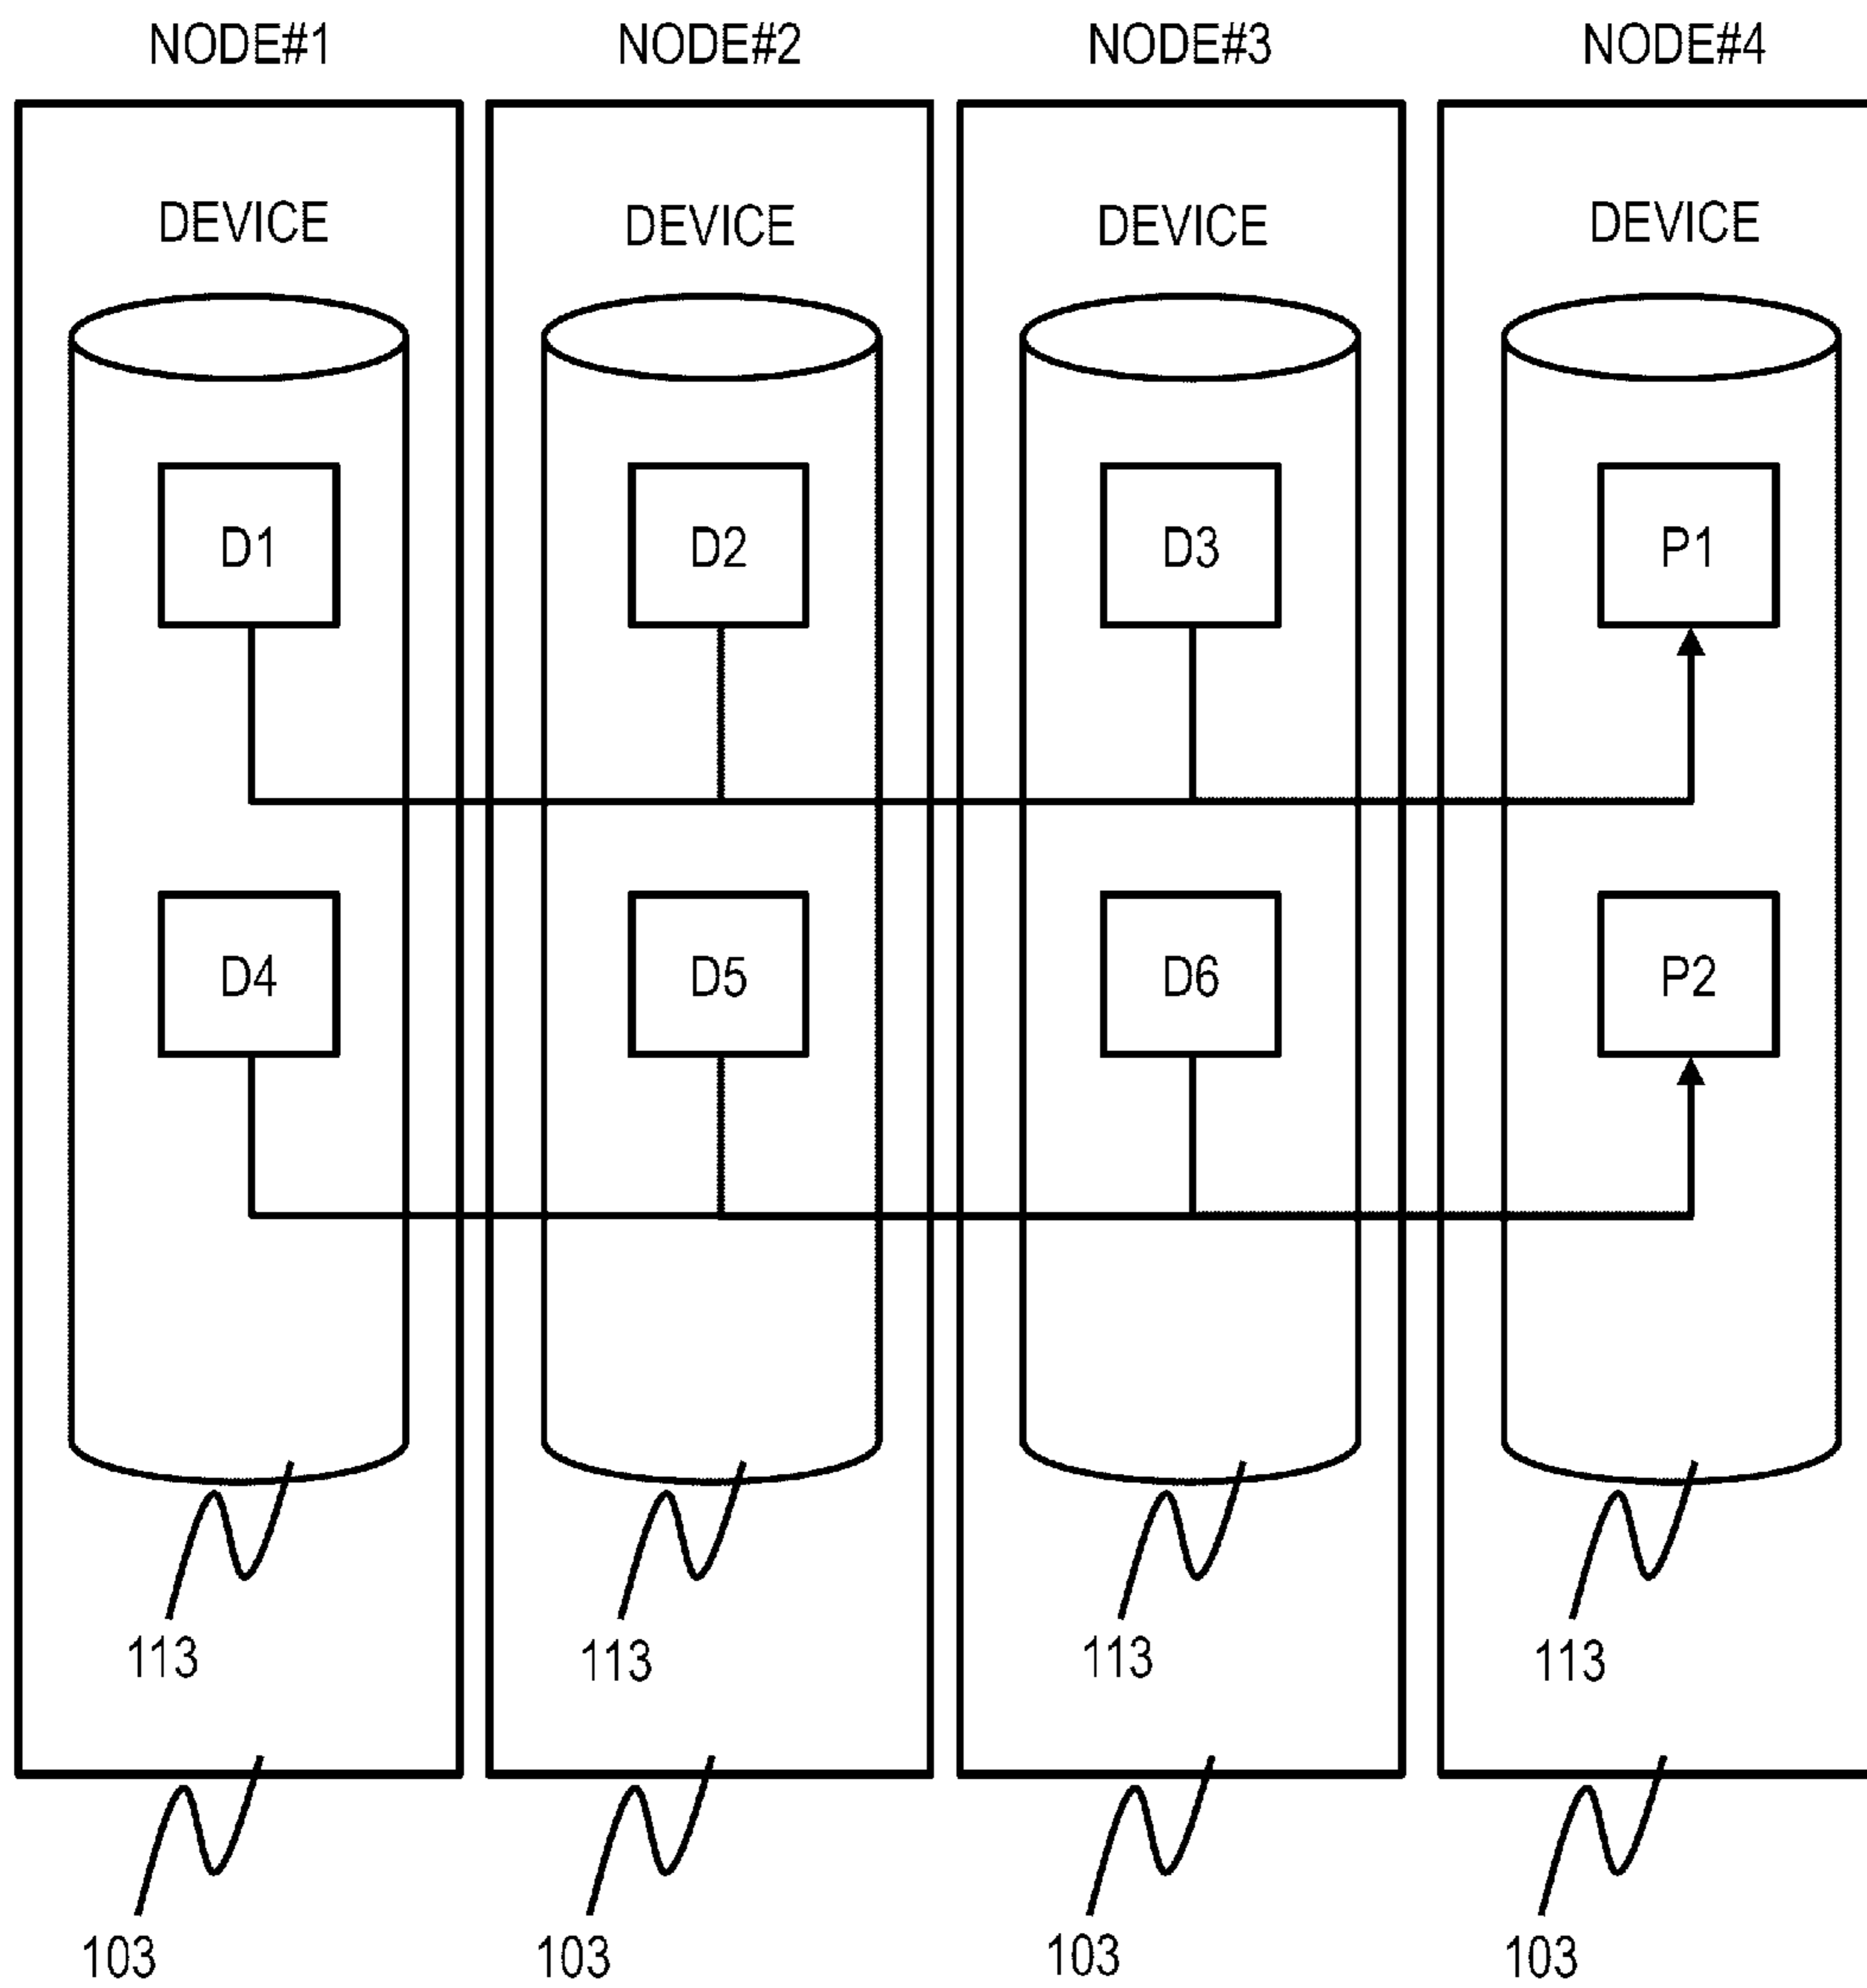 NODE#1 NODE#2 NODE#3 NODE#4
DEVICE DEVICE DEVICE DEVICE
D1 D2 D3 P1
D4 D5 D6 P2
113 113 113 113
103 103 103 103